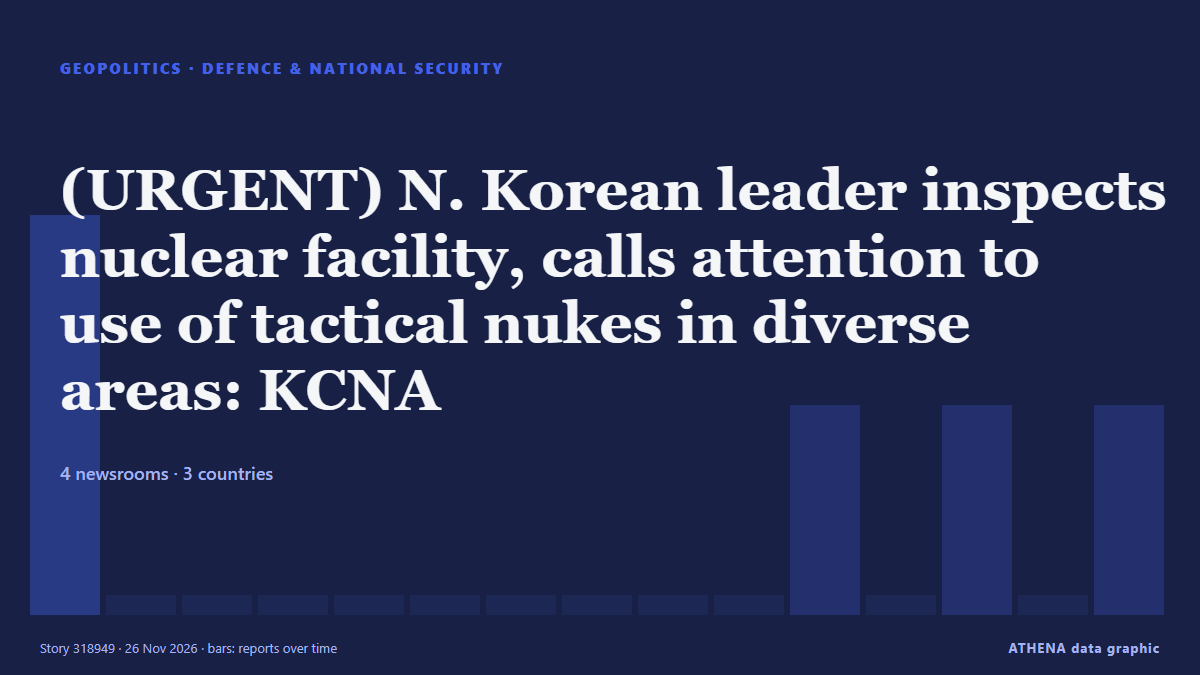 GEOPOLITICS · DEFENCE & NATIONAL SECURITY
(URGENT) N. Korean leader inspects
nuclear facility, calls attention to
use of tactical nukes in diverse
areas: KCNA
4 newsrooms · 3 countries
Story 318949 · 26 Nov 2026 · bars: reports over time
ATHENA data graphic